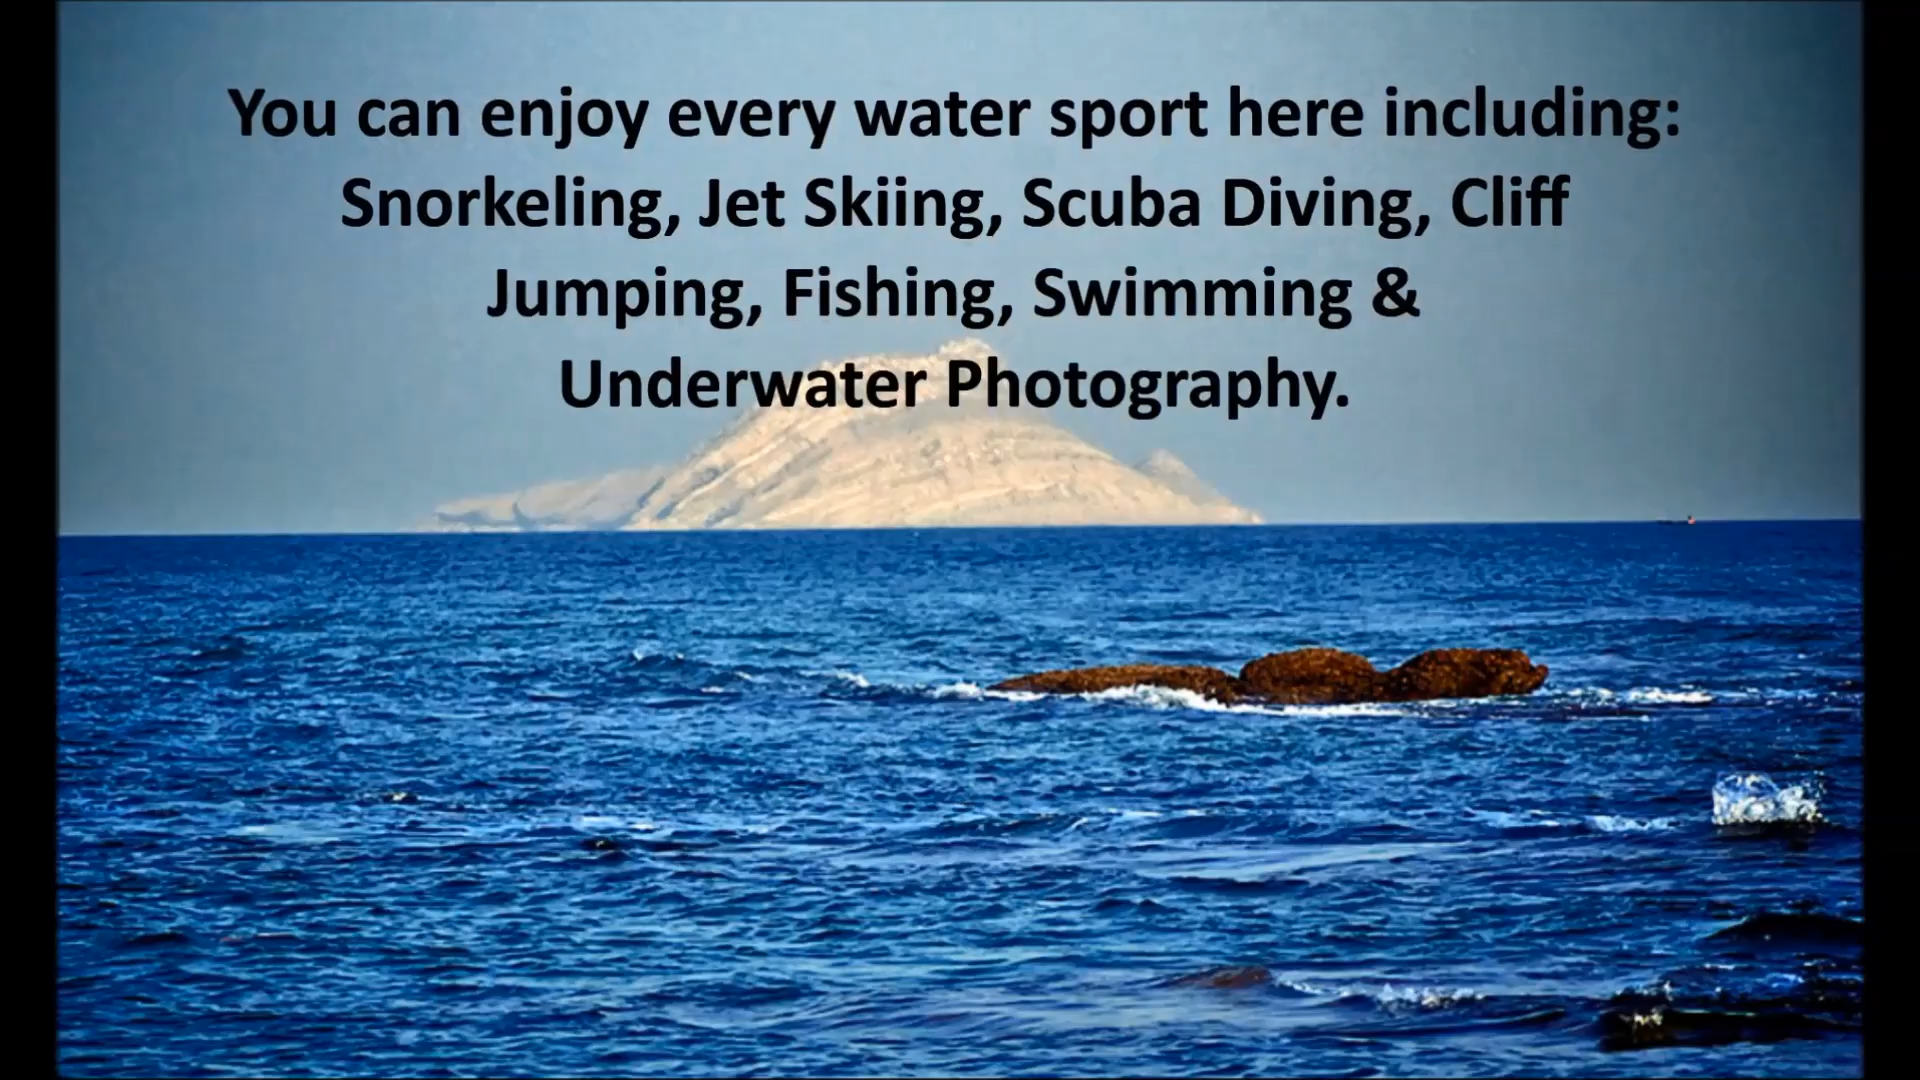 You can enjoy every water sport here including:
Snorkeling, Jet Skiing, Scuba Diving, Cliff
Jumping, Fishing, Swimming &
Underwater Photography.